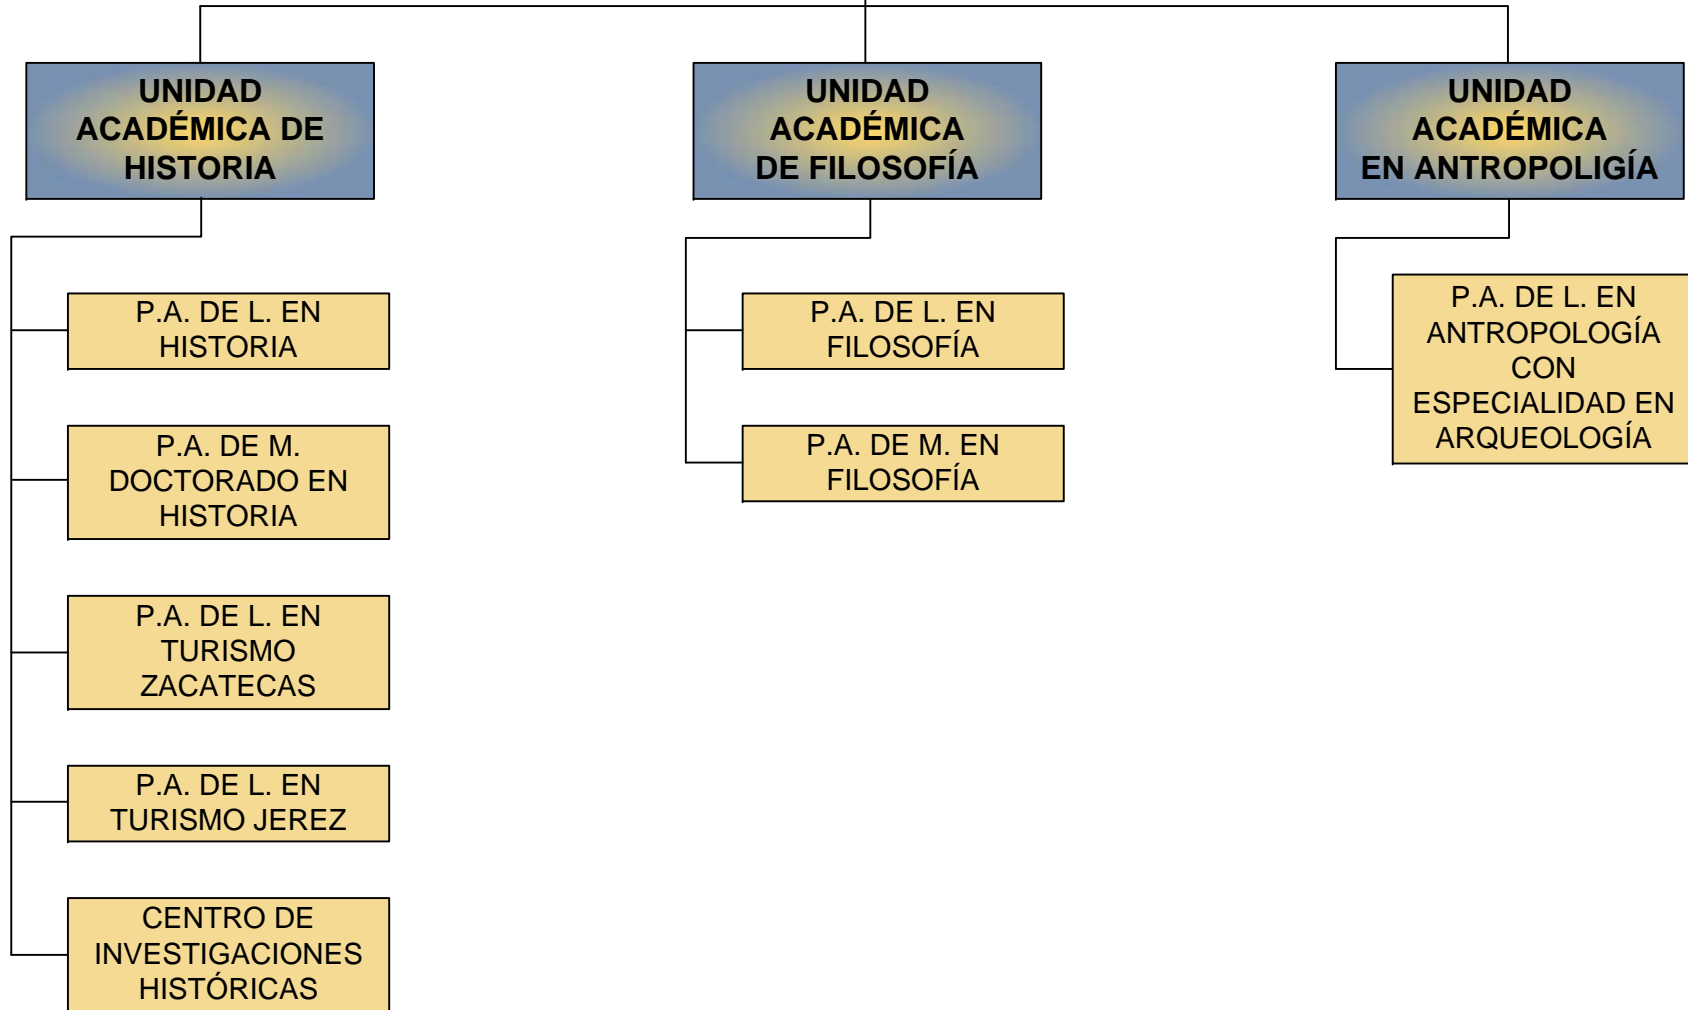 UNIDAD
ACADÉMICA DE
HISTORIA
P.A. DE L. EN
HISTORIA
P.A. DE M.
DOCTORADO EN
HISTORIA
P.A. DE L. EN
TURISMO
ZACATECAS
P.A. DE L. EN
TURISMO JEREZ
CENTRO DE
INVESTIGACIONES
HISTÓRICAS
UNIDAD
ACADÉMICA
DE FILOSOFÍA
P.A. DE L. EN
FILOSOFÍA
P.A. DE M. EN
FILOSOFÍA
UNIDAD
ACADÉMICA
EN ANTROPOLIGÍA
P.A. DE L. EN
ANTROPOLOGÍA
CON
ESPECIALIDAD EN
ARQUEOLOGÍA